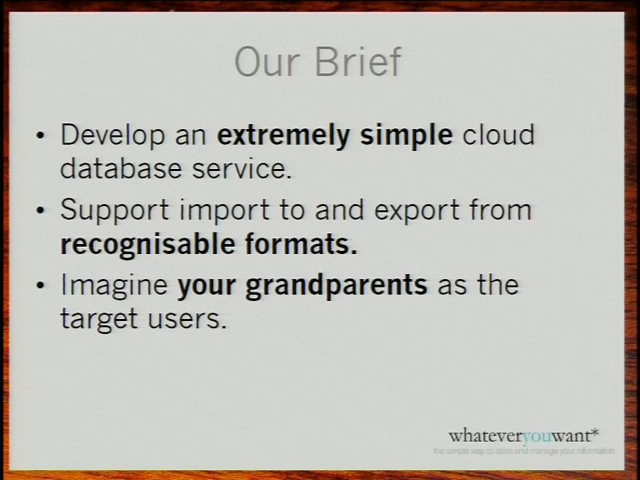 Our Brief
• Develop an extremely simple cloud
database service.
• Support import to and export from
recognisable formats.
• Imagine your grandparents as the
target users.
whateveryouwant*
the simple way to store and manage your information